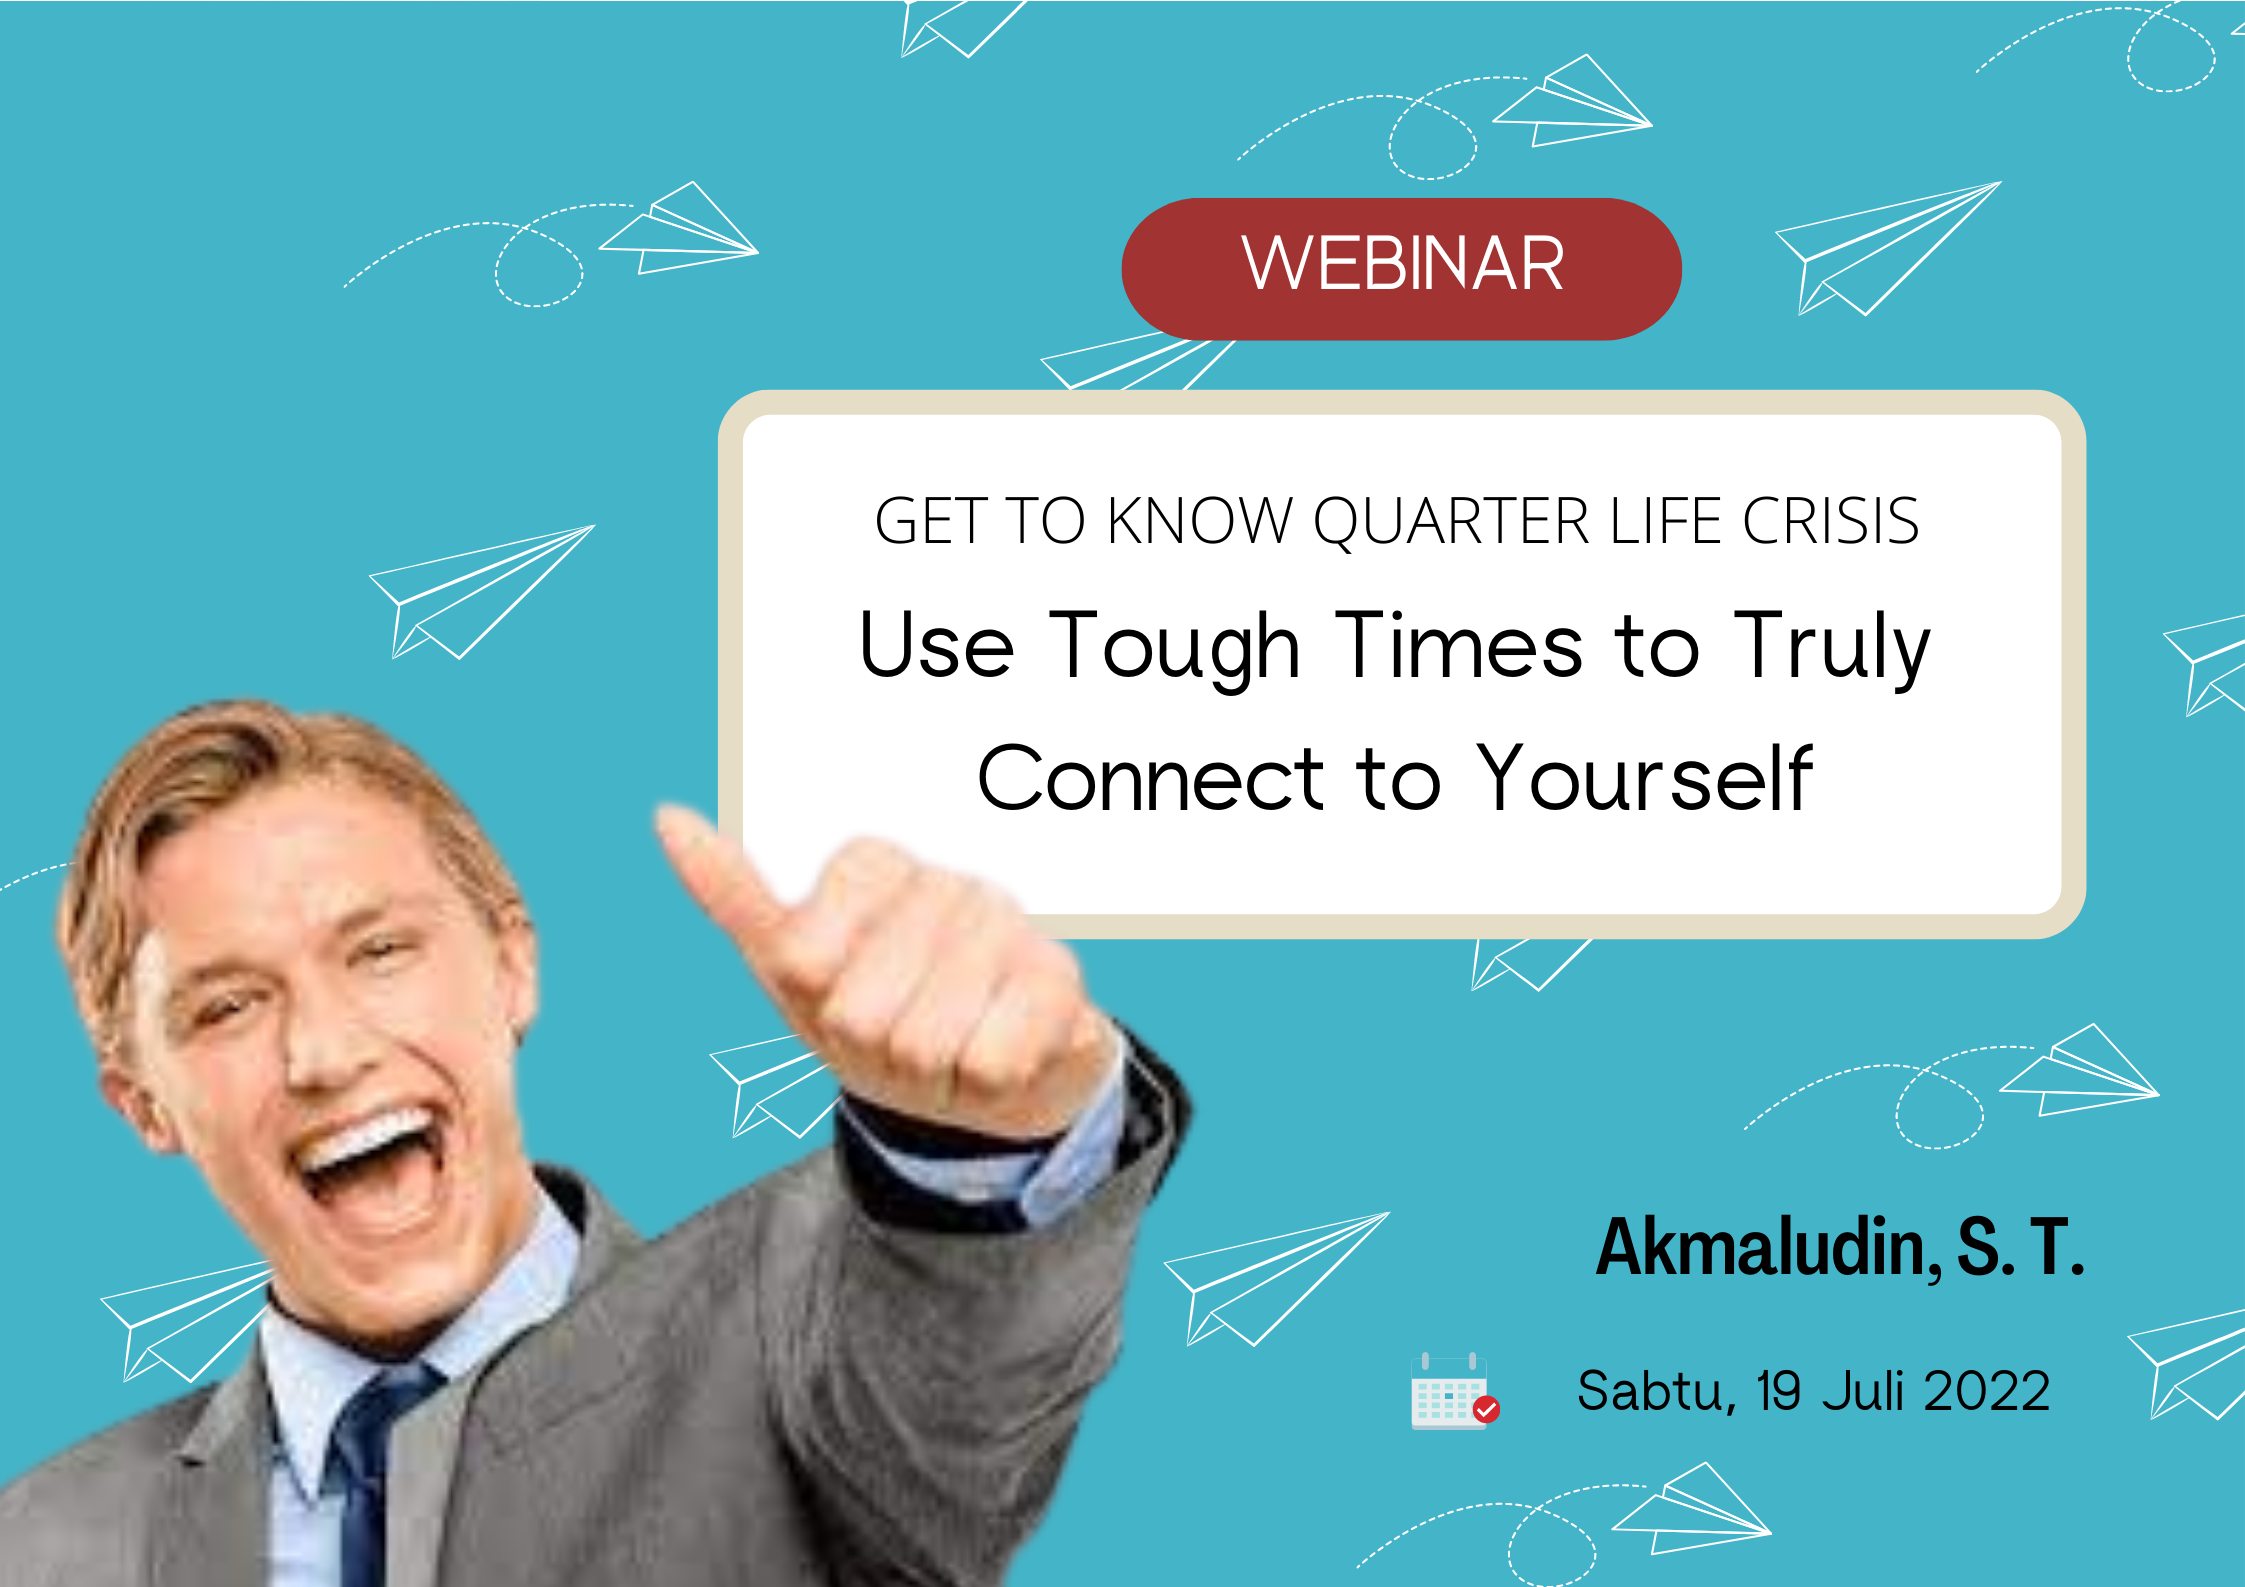 WEBINAR
GET TO KNOW QUARTER LIFE CRISIS
Use Tough Times to Truly
Connect to Yourself
Akmaludin, S. T.
Sabtu, 19 Juli 2022